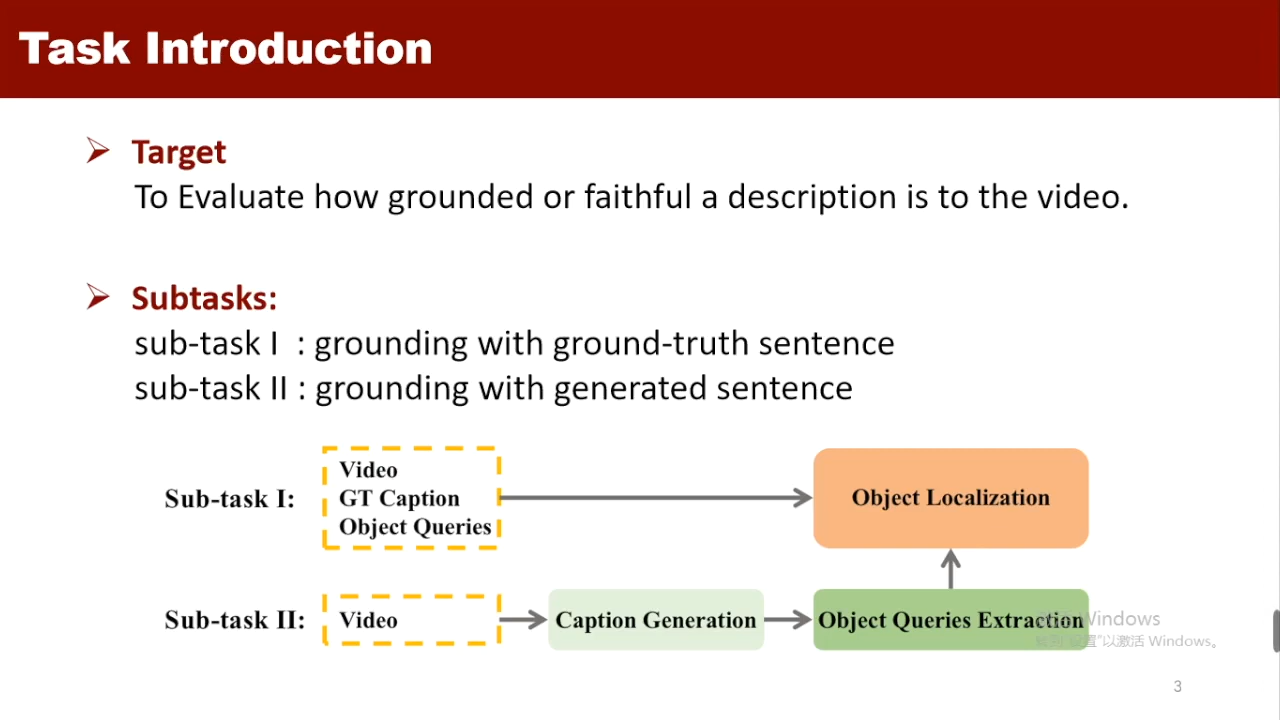 Task Introduction
Target
To Evaluate how grounded or faithful a description is to the video.
Subtasks:
sub-task I : grounding with ground-truth sentence
sub-task II : grounding with generated sentence
Sub-task I:
Video
GT Caption
Object Queries
Object Localization
Sub-task II:
Video
Caption Generation
Object Queries Extraction
Windows
以激活 Windows。
3